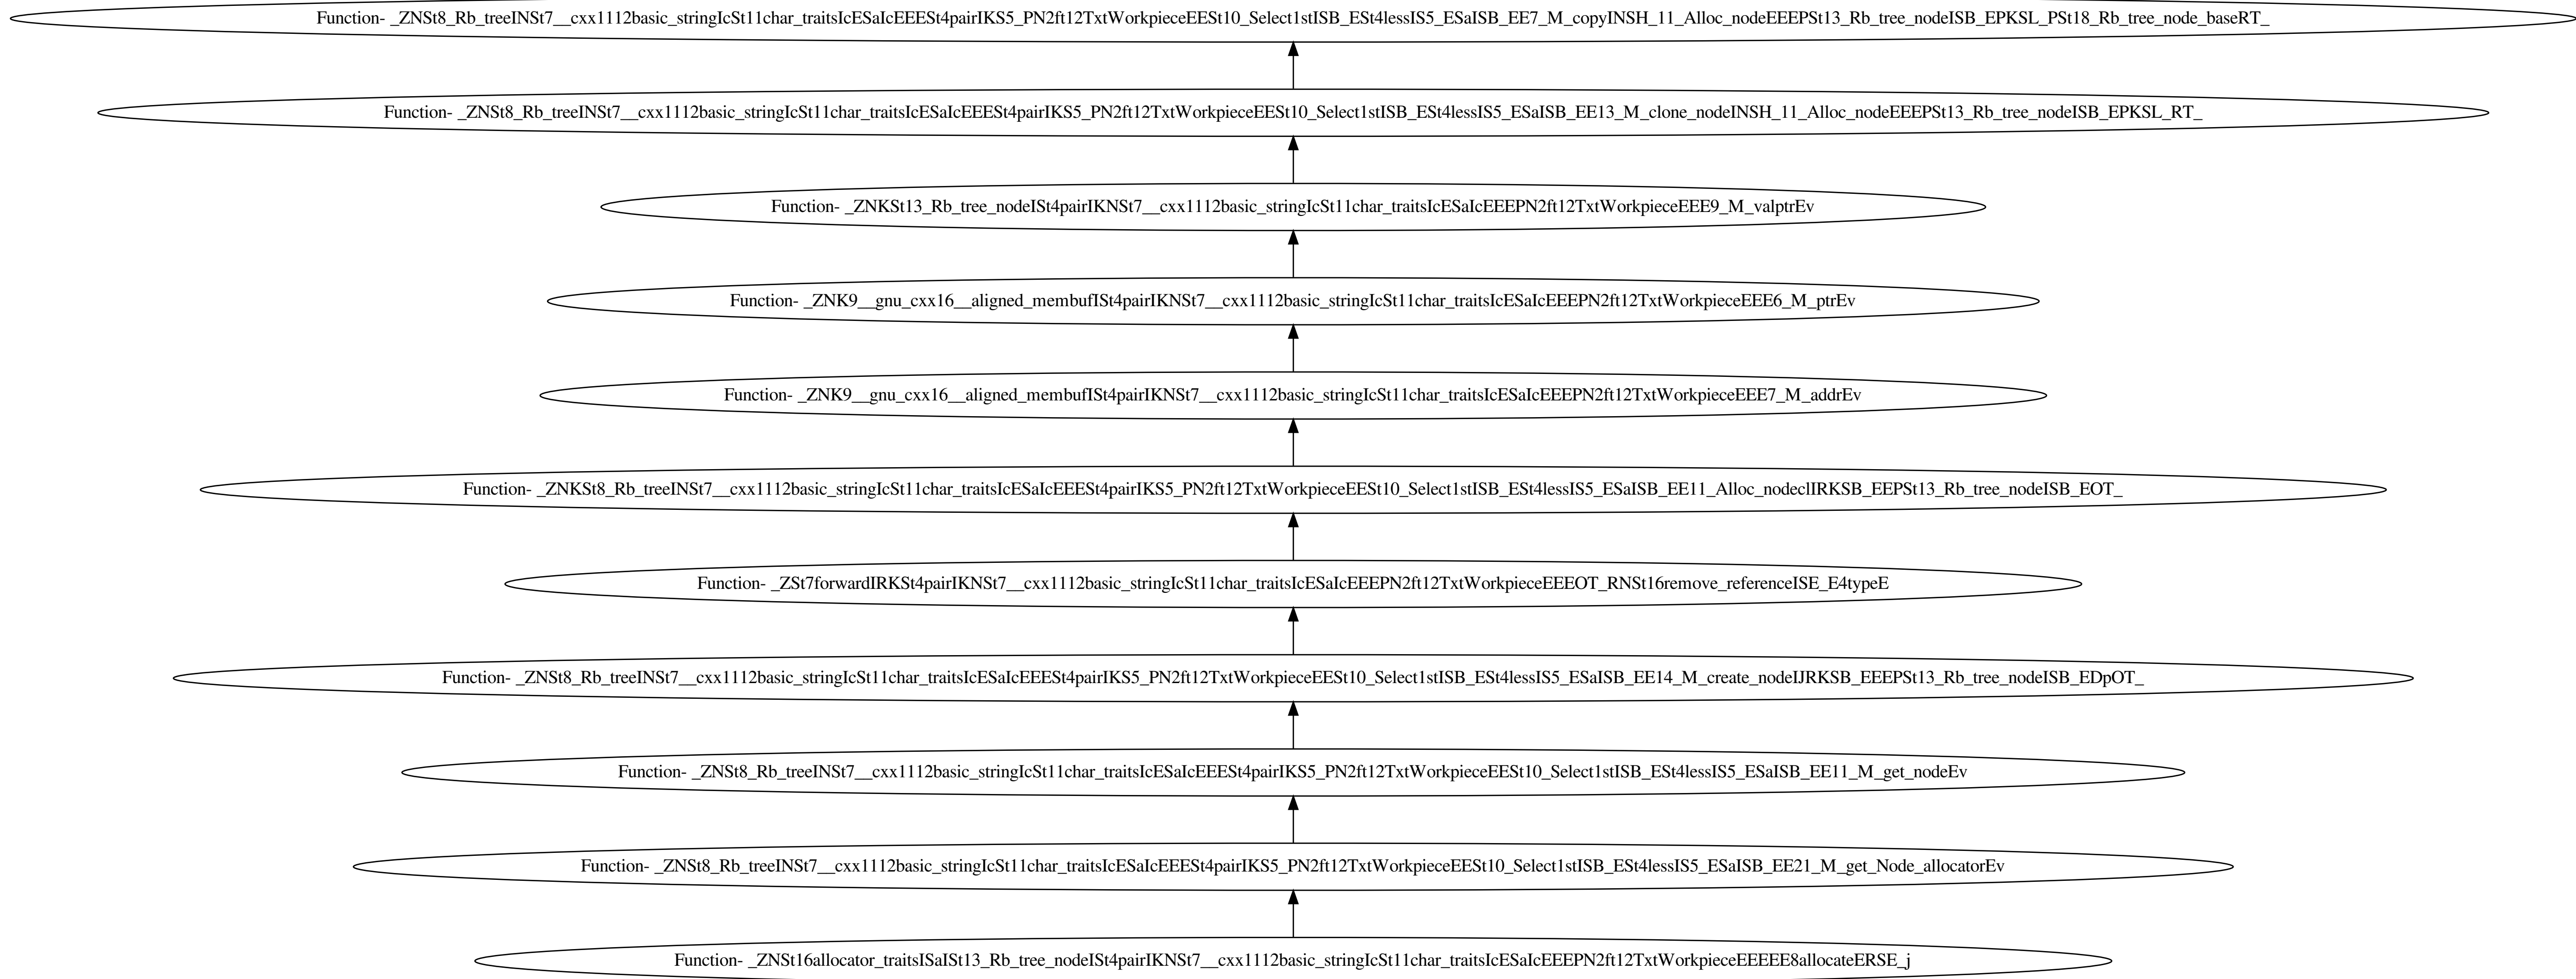 Function- _ZNSt8_Rb_treeINSt7__cxx1112basic_stringIcSt11char_traitsIcESaIcEEESt4pairIKS5_PN2ft12TxtWorkpieceEESt10_Select1stISB_ESt4lessIS5_ESaISB_EE7_M_copyINSH_11_Alloc_nodeEEEPSt13_Rb_tree_nodeISB_EPKSL_PSt18_Rb_tree_node_baseRT_
Function- _ZNSt8_Rb_treeINSt7__cxx1112basic_stringIcSt11char_traitsIcESaIcEEESt4pairIKS5_PN2ft12TxtWorkpieceEESt10_Select1stISB_ESt4lessIS5_ESaISB_EE13_M_clone_nodeINSH_11_Alloc_nodeEEEPSt13_Rb_tree_nodeISB_EPKSL_RT_
Function- _ZNKSt13_Rb_tree_nodeISt4pairIKNSt7__cxx1112basic_stringIcSt11char_traitsIcESaIcEEEPN2ft12TxtWorkpieceEEE9_M_valptrEv
Function- _ZNK9__gnu_cxx16__aligned_membufISt4pairIKNSt7__cxx1112basic_stringIcSt11char_traitsIcESaIcEEEPN2ft12TxtWorkpieceEEE6_M_ptrEv
Function- _ZNK9__gnu_cxx16__aligned_membufISt4pairIKNSt7__cxx1112basic_stringIcSt11char_traitsIcESaIcEEEPN2ft12TxtWorkpieceEEE7_M_addrEv
Function- _ZNKSt8_Rb_treeINSt7__cxx1112basic_stringIcSt11char_traitsIcESaIcEEESt4pairIKS5_PN2ft12TxtWorkpieceEESt10_Select1stISB_ESt4lessIS5_ESaISB_EE11_Alloc_nodeclIRKSB_EEPSt13_Rb_tree_nodeISB_EOT_
Function- _ZSt7forwardIRKSt4pairIKNSt7__cxx1112basic_stringIcSt11char_traitsIcESaIcEEEPN2ft12TxtWorkpieceEEEOT_RNSt16remove_referenceISE_E4typeE
Function- _ZNSt8_Rb_treeINSt7__cxx1112basic_stringIcSt11char_traitsIcESaIcEEESt4pairIKS5_PN2ft12TxtWorkpieceEESt10_Select1stISB_ESt4lessIS5_ESaISB_EE14_M_create_nodeIJRKSB_EEEPSt13_Rb_tree_nodeISB_EDpOT_
Function- _ZNSt8_Rb_treeINSt7__cxx1112basic_stringIcSt11char_traitsIcESaIcEEESt4pairIKS5_PN2ft12TxtWorkpieceEESt10_Select1stISB_ESt4lessIS5_ESaISB_EE11_M_get_nodeEv
Function- _ZNSt8_Rb_treeINSt7__cxx1112basic_stringIcSt11char_traitsIcESaIcEEESt4pairIKS5_PN2ft12TxtWorkpieceEESt10_Select1stISB_ESt4lessIS5_ESaISB_EE21_M_get_Node_allocatorEv
Function- _ZNSt16allocator_traitsISaISt13_Rb_tree_nodeISt4pairIKNSt7__cxx1112basic_stringIcSt11char_traitsIcESaIcEEEPN2ft12TxtWorkpieceEEEEE8allocateERSE_j